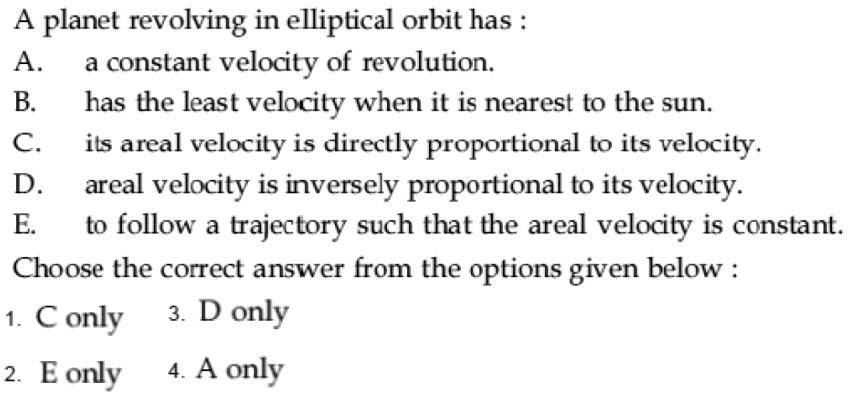 A planet revolving in elliptical orbit has :
A. a constant velocity of revolution.
B. has the least velocity when it is nearest to the sun.
C. its areal velocity is directly proportional to its velocity.
D. areal velocity is inversely proportional to its velocity.
E. to follow a trajectory such that the areal velocity is constant.
Choose the correct answer from the options given below :
1. C only 3. D only
2. E only 4. A only